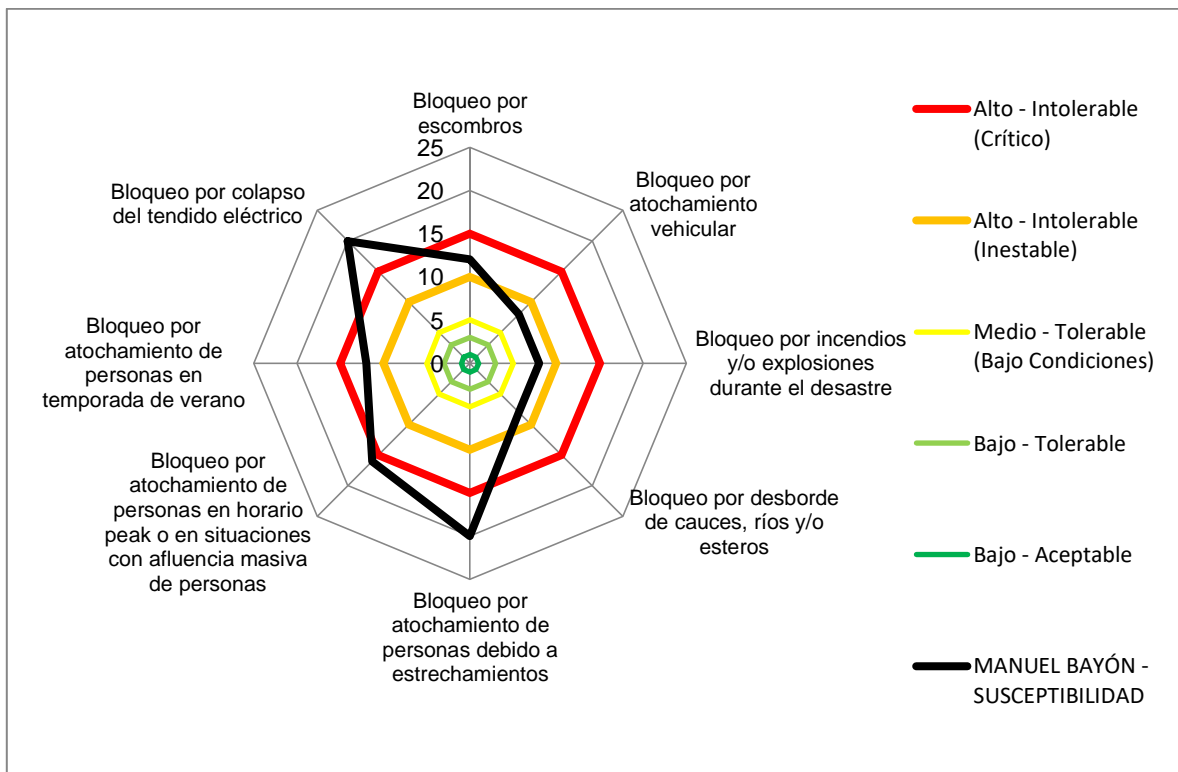 Bloqueo por
escombros
25
20
15
10
5
0
Bloqueo por
atochamiento
vehicular
Bloqueo por incendios
y/o explosiones
durante el desastre
Bloqueo por desborde
de cauces, ríos y/o
esteros
Bloqueo por
atochamiento de
personas debido a
estrechamientos
Bloqueo por
atochamiento de
personas en horario
peak o en situaciones
con afluencia masiva
de personas
Bloqueo por
atochamiento de
personas en
temporada de verano
Bloqueo por colapso
del tendido eléctrico
Alto - Intolerable
(Crítico)
Alto - Intolerable
(Inestable)
Medio - Tolerable
(Bajo Condiciones)
Bajo - Tolerable
Bajo - Aceptable
MANUEL BAYÓN -
SUSCEPTIBILIDAD